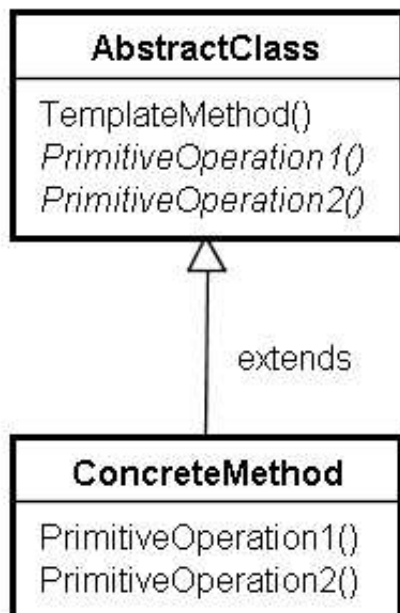 AbstractClass
TemplateMethod()
PrimitiveOperation1()
PrimitiveOperation2()
extends
ConcreteMethod
PrimitiveOperation1()
PrimitiveOperation2()